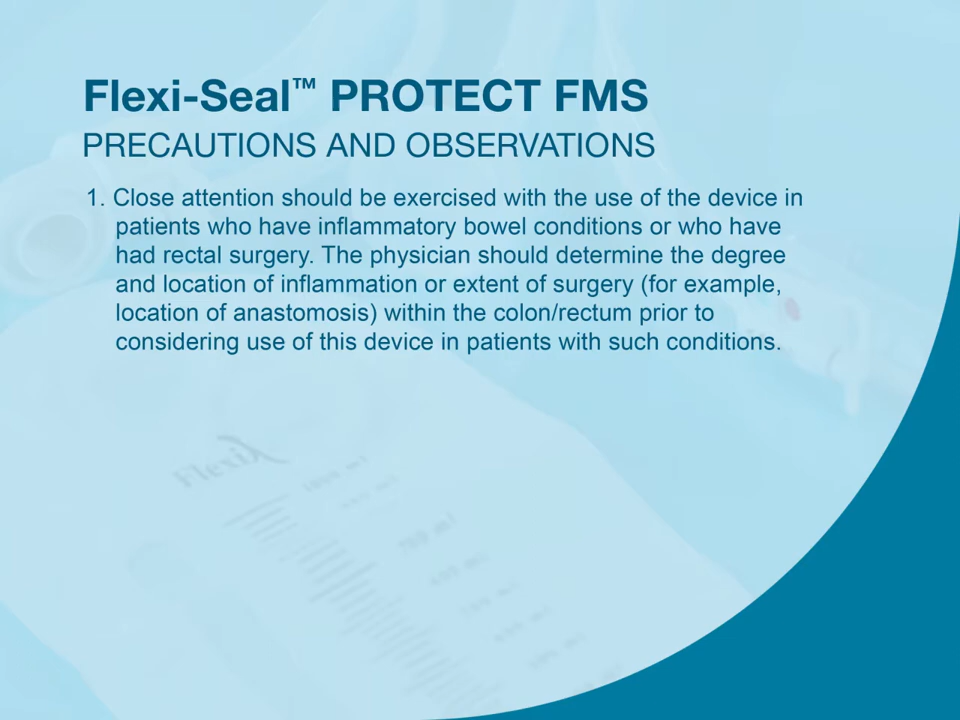 Flexi-Seal™ PROTECT FMS
PRECAUTIONS AND OBSERVATIONS
1. Close attention should be exercised with the use of the device in
patients who have inflammatory bowel conditions or who have
had rectal surgery. The physician should determine the degree
and location of inflammation or extent of surgery (for example,
location of anastomosis) within the colon/rectum prior to
considering use of this device in patients with such conditions.
Flexi